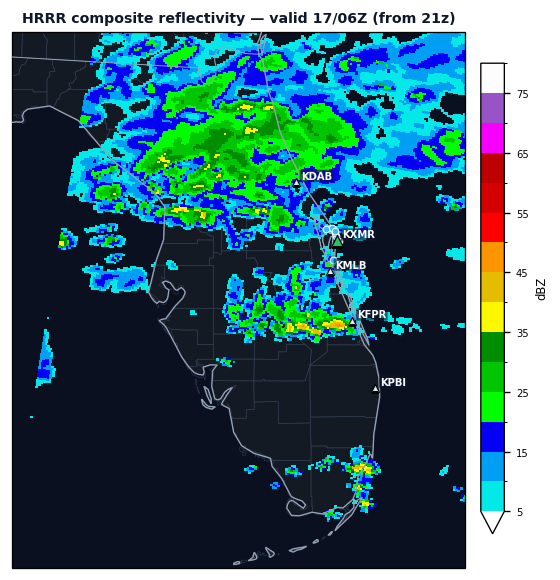 HRRR composite reflectivity — valid 17/06Z (from 21z)
KDAB
KXMR
KMLB
KFPR
KPBI
75
65
55
45
35
25
15
5
dBZ